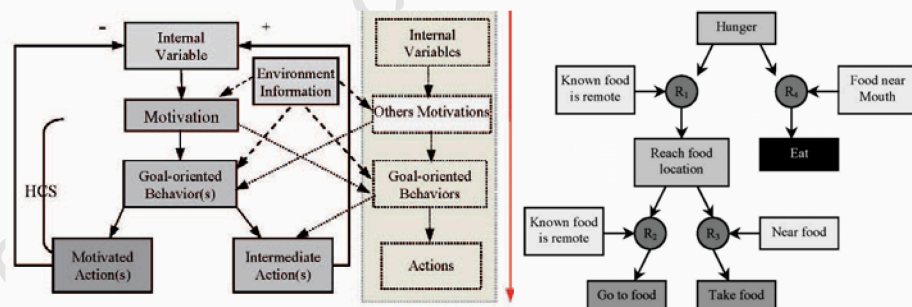 -
+
Internal
Variable
Environment
Information
Motivation
HCS
Goal-oriented
Behavior(s)
Motivated
Action(s)
Intermediate
Action(s)
Internal
Variables
Others Motivations
Goal-oriented
Behaviors
Actions
Hunger
Known food
is remote
R1
R4
Food near
Mouth
Reach food
location
Eat
Known food
is remote
R2
R3
Near food
Go to food
Take food